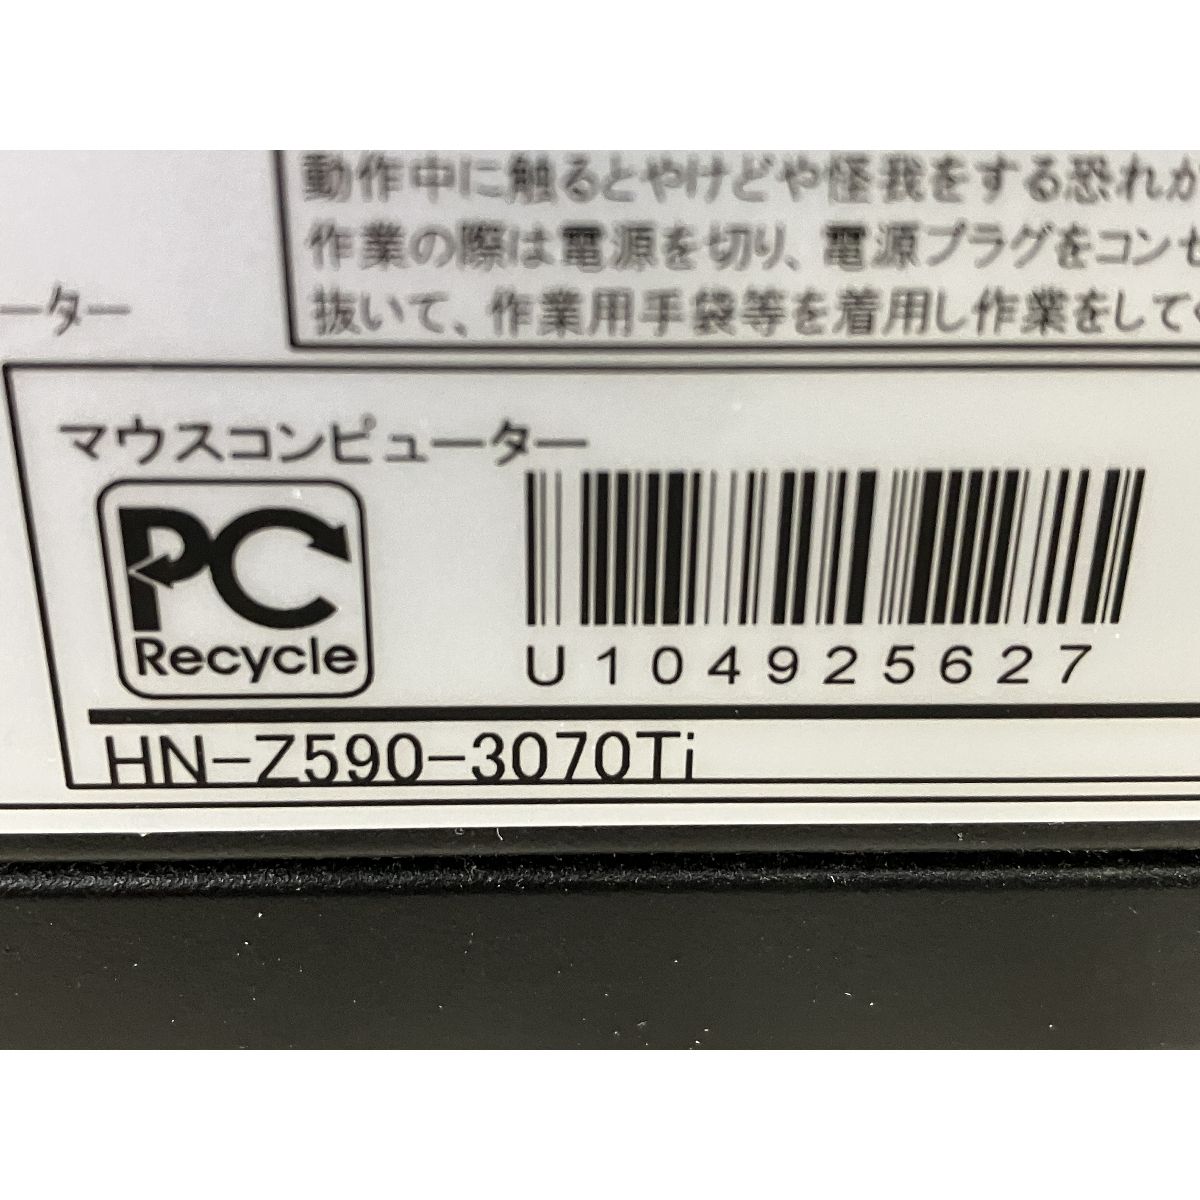 動作中に触るとやけどや怪我をする恐れが
作業の際は電源を切り、電源プラグをコンセ
抜いて、作業用手袋等を着用し作業をして
ーター
マウスコンピューター
PC
Recycle
U104925627
HN-Z590-3070Ti